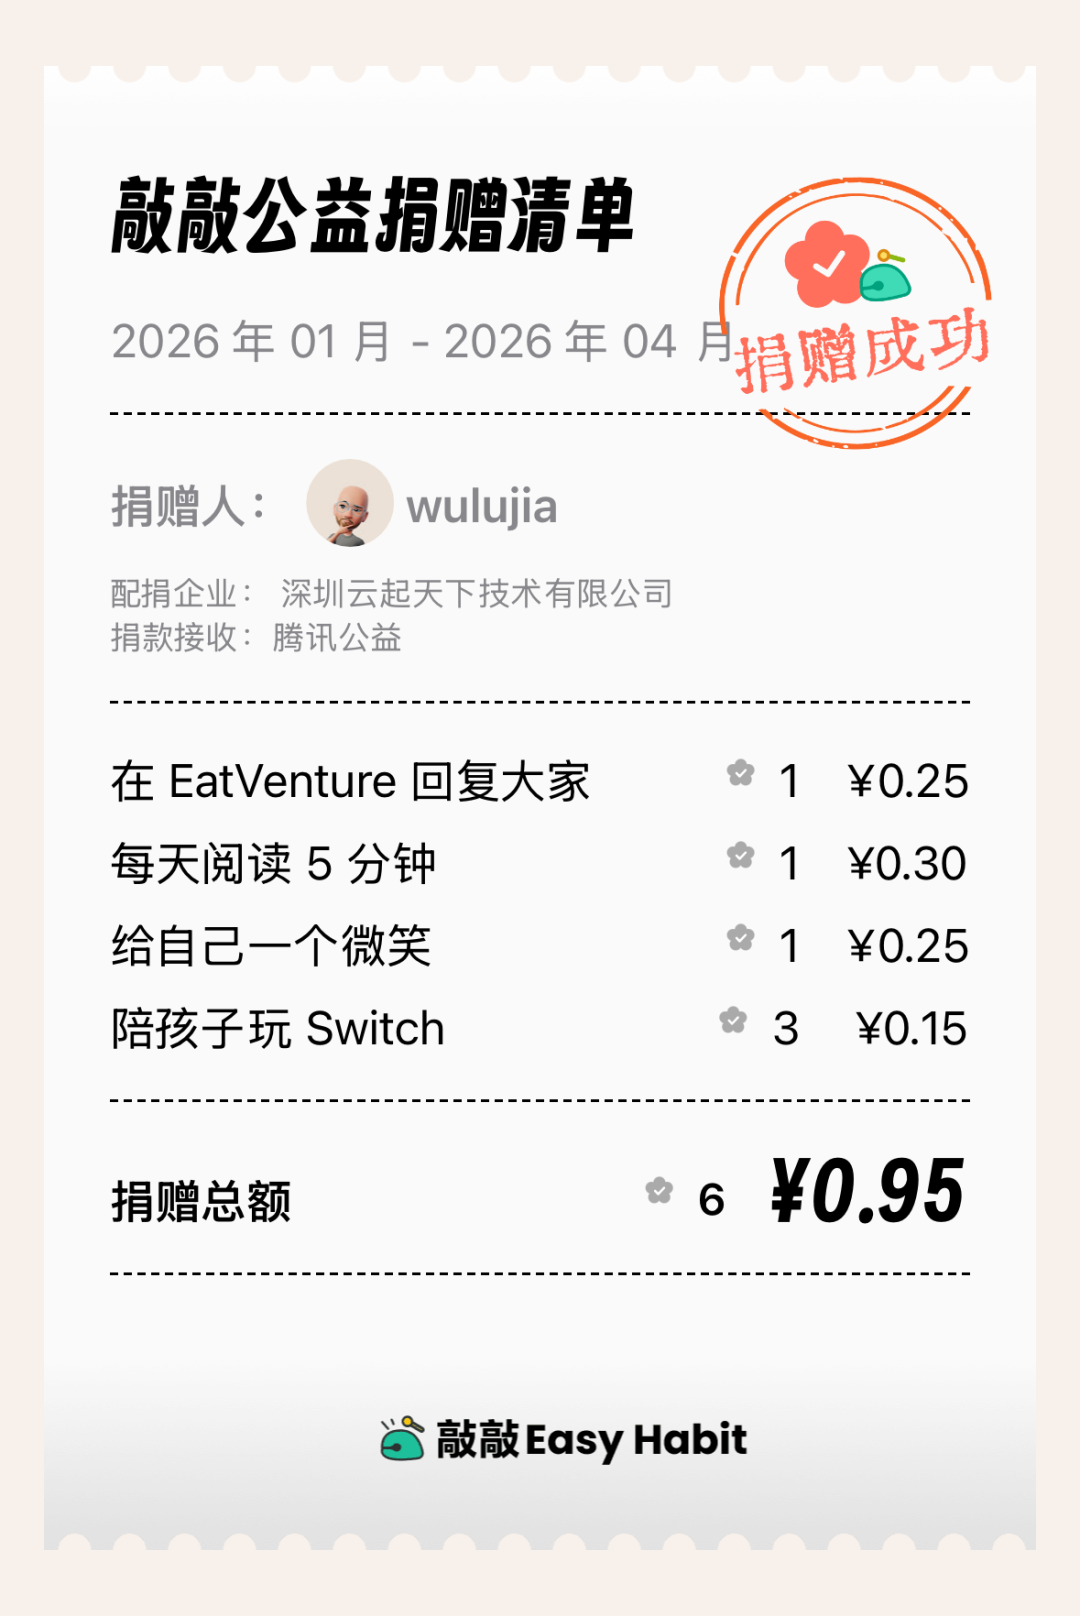 敲敲公益捐赠清单
2026 年 01 月 - 2026 年 04 月
捐赠成功
捐赠人： wulujia
配捐企业： 深圳云起天下技术有限公司
捐款接收：腾讯公益
在 EatVenture 回复大家 1 ¥0.25
每天阅读 5 分钟 1 ¥0.30
给自己一个微笑 1 ¥0.25
陪孩子玩 Switch 3 ¥0.15
捐赠总额 6 ¥0.95
敲敲 Easy Habit